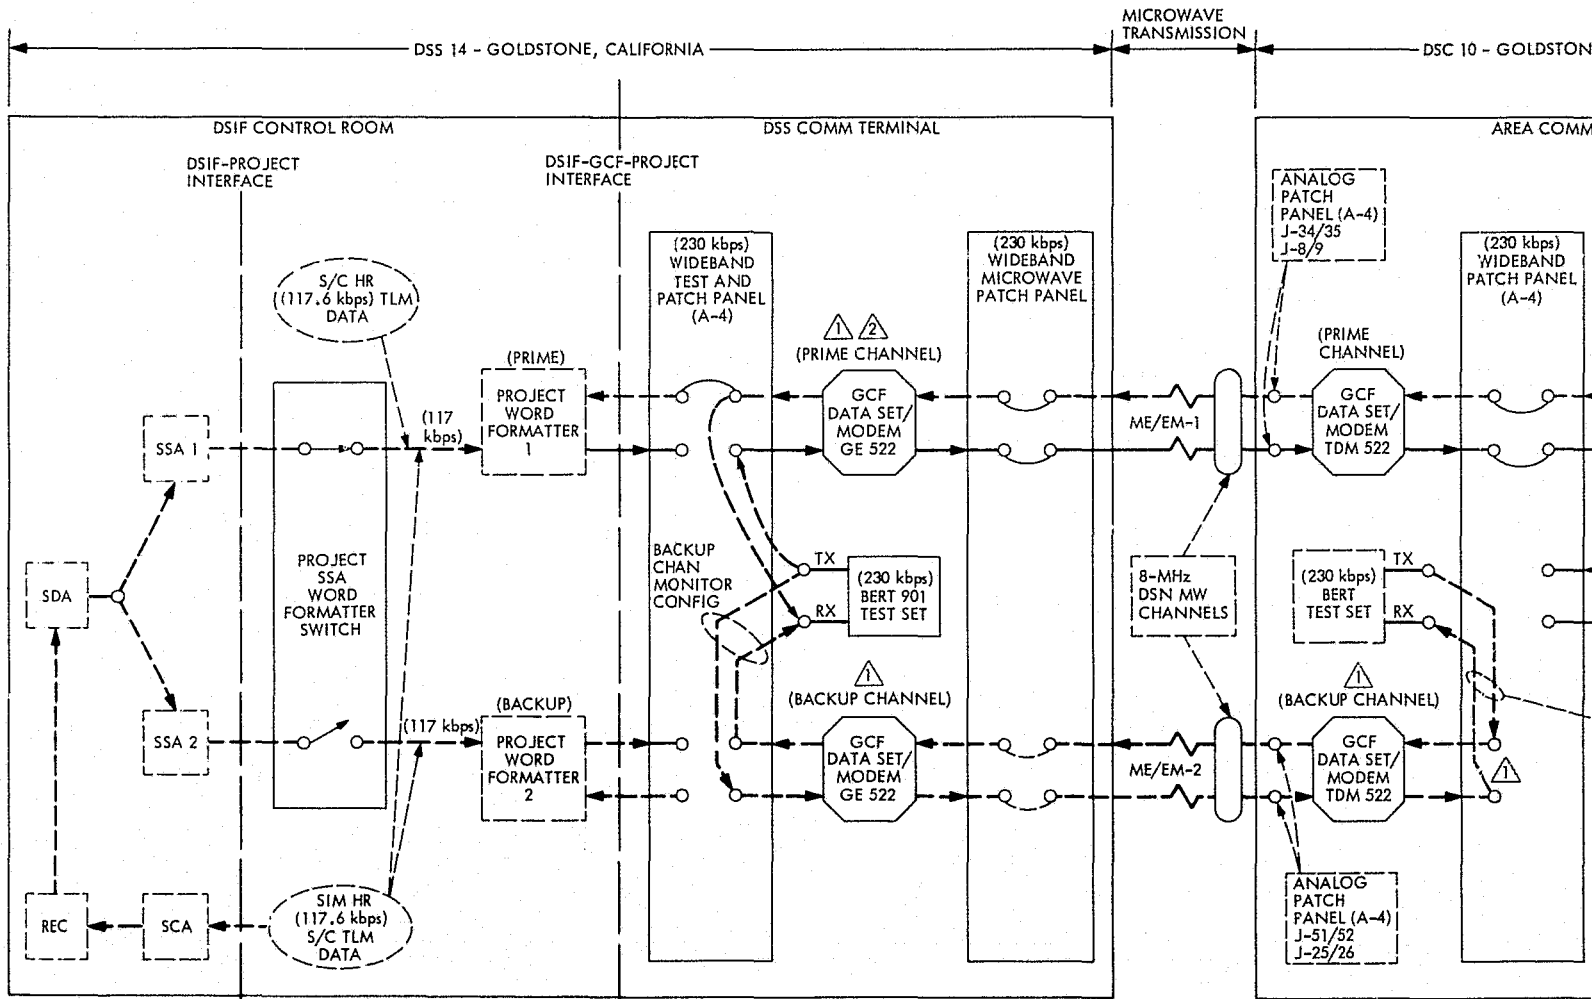 MICROWAVE
TRANSMISSION
DSS 14 - GOLDSTONE, CALIFORNIA
DSC 10 - GOLDSTON
DSIF CONTROL ROOM
DSS COMM TERMINAL
AREA COMM
DSIF-PROJECT
INTERFACE
DSIF-GCF-PROJECT
INTERFACE
S/C HR
(117.6 kbps) TLM
DATA
(230 kbps)
WIDEBAND
TEST AND
PATCH PANEL
(A-4)
(230 kbps)
WIDEBAND
MICROWAVE
PATCH PANEL
ANALOG
PATCH
PANEL (A-4)
J-34/35
J-8/9
(230 kbps)
WIDEBAND
PATCH PANEL
(A-4)
1 2
(PRIME CHANNEL)
(PRIME
CHANNEL)
(PRIME)
PROJECT
WORD
FORMATTER
1
(117
kbps)
GCF
DATA SET/
MODEM
GE 522
ME/EM-1
GCF
DATA SET/
MODEM
TDM 522
SSA 1
SDA
PROJECT
SSA
WORD
FORMATTER
SWITCH
BACKUP
CHAN
MONITOR
CONFIG
TX
RX
(230 kbps)
BERT 901
TEST SET
8-MHz
DSN MW
CHANNELS
(230 kbps)
BERT
TEST SET
TX
RX
SSA 2
(117 kbps)
(BACKUP)
PROJECT
WORD
FORMATTER
2
1
(BACKUP CHANNEL)
GCF
DATA SET/
MODEM
GE 522
ME/EM-2
1
(BACKUP CHANNEL)
GCF
DATA SET/
MODEM
TDM 522
1
REC
SCA
SIM HR
(117.6 kbps)
S/C TLM
DATA
ANALOG
PATCH
PANEL (A-4)
J-51/52
J-25/26